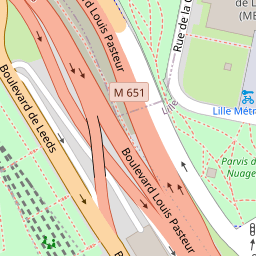 Boulevard Louis Pasteur
Rue de la
de L
(ME
M 651
Lille
Lille Métr
Boulevard de Leeds
Parvis d
Nuage
Boulevard Louis Pasteur